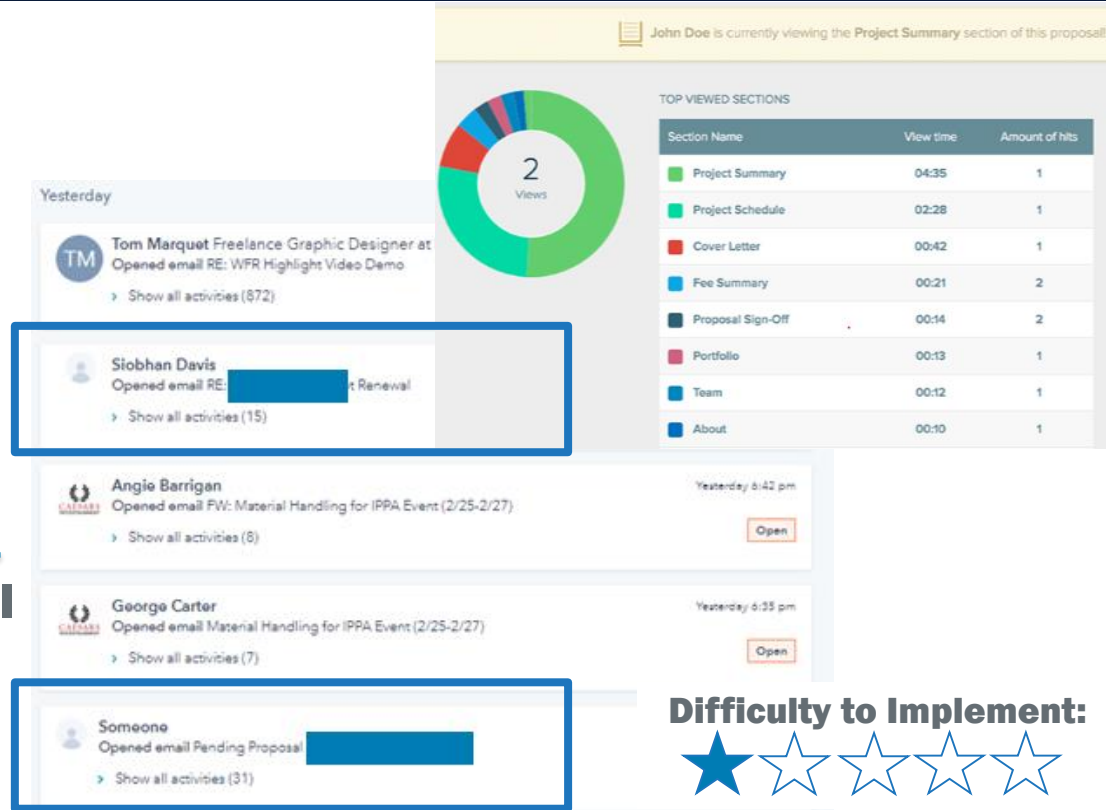 John Doe is currently viewing the Project Summary section of this proposal!
TOP VIEWED SECTIONS
Section Name View time Amount of hits
Project Summary 04:35 1
Project Schedule 02:28 1
Cover Letter 00:42 1
Fee Summary 00:21 2
Proposal Sign-Off 00:14 2
Portfolio 00:13 1
Team 00:12 1
About 00:10 1
2
Views
Yesterday
TM
Tom Marquet Freelance Graphic Designer at
Opened email RE: WFR Highlight Video Demo
> Show all activities (872)
Siobhan Davis
Opened email RE: t Renewal
> Show all activities (15)
CAESARS
Angie Barrigan
Yesterday 6:42 pm
Opened email FW: Material Handling for IPPA Event (2/25-2/27)
Open
> Show all activities (8)
CAESARS
George Carter
Yesterday 6:35 pm
Opened email Material Handling for IPPA Event (2/25-2/27)
Open
> Show all activities (7)
Someone
Opened email Pending Proposal
> Show all activities (31)
Difficulty to Implement: